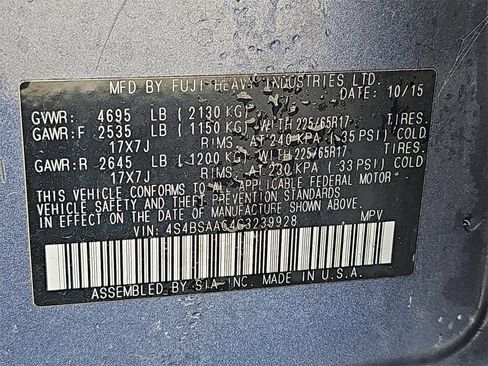 MFD BY FUJI HEAVY INDUSTRIES LTD.
DATE: 10/15
GVWR: 4695 LB ( 2130 KG)
GAWR:F 2535 LB ( 1150 KG) WITH 225/65R17 TIRES,
17X7J RIMS, AT 240 KPA ( 35 PSI) COLD
GAWR:R 2645 LB ( 1200 KG) WITH 225/65R17 TIRES,
17X7J RIMS, AT 230 KPA ( 33 PSI) COLD
THIS VEHICLE CONFORMS TO ALL APPLICABLE FEDERAL MOTOR
VEHICLE SAFETY STANDARDS
IN EFFECT ON THE DATE OF MANUFACTURE SHOWN ABOVE.
VIN: MPV
ASSEMBLED BY SIA INC. MADE IN U.S.A.